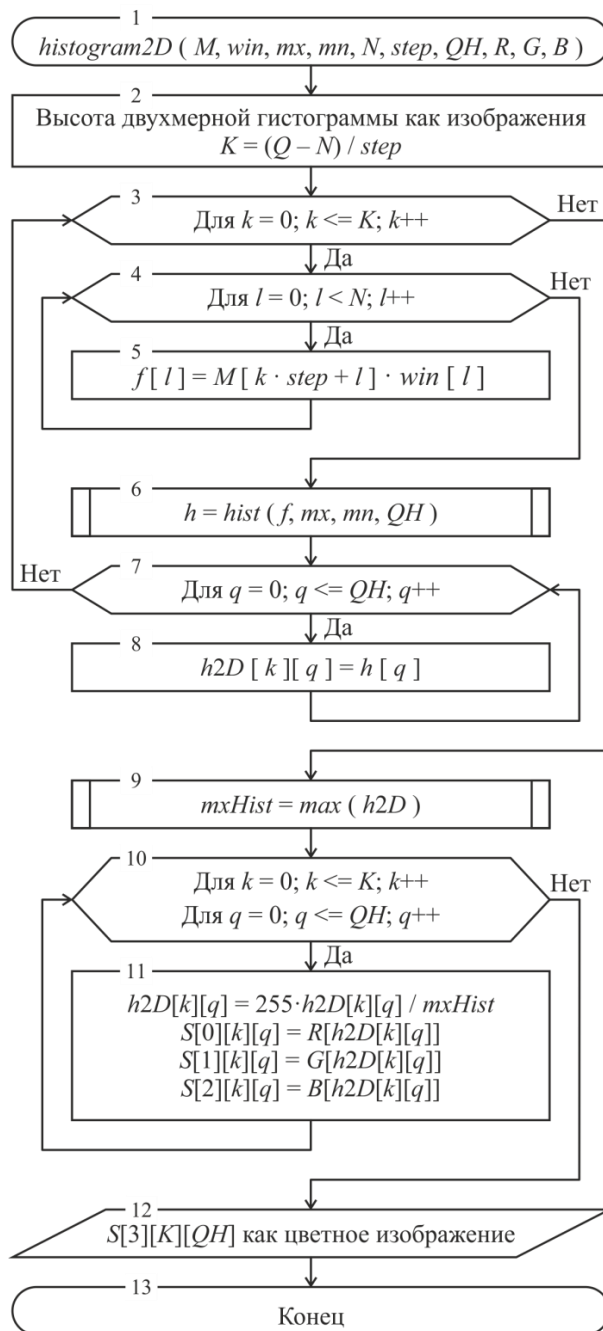 1
histogram2D ( M, win, mx, mn, N, step, QH, R, G, B )
2
Высота двухмерной гистограммы как изображения
K = (Q – N) / step
3
Для k = 0; k <= K; k++
Нет
Да
4
Для l = 0; l < N; l++
Нет
Да
5
f [ l ] = M [ k · step + l ] · win [ l ]
6
h = hist ( f, mx, mn, QH )
7
Нет
Для q = 0; q <= QH; q++
Да
8
h2D [ k ][ q ] = h [ q ]
9
mxHist = max ( h2D )
10
Для k = 0; k <= K; k++
Нет
Для q = 0; q <= QH; q++
Да
11
h2D[k][q] = 255·h2D[k][q] / mxHist
S[0][k][q] = R[h2D[k][q]]
S[1][k][q] = G[h2D[k][q]]
S[2][k][q] = B[h2D[k][q]]
12
S[3][K][QH] как цветное изображение
13
Конец